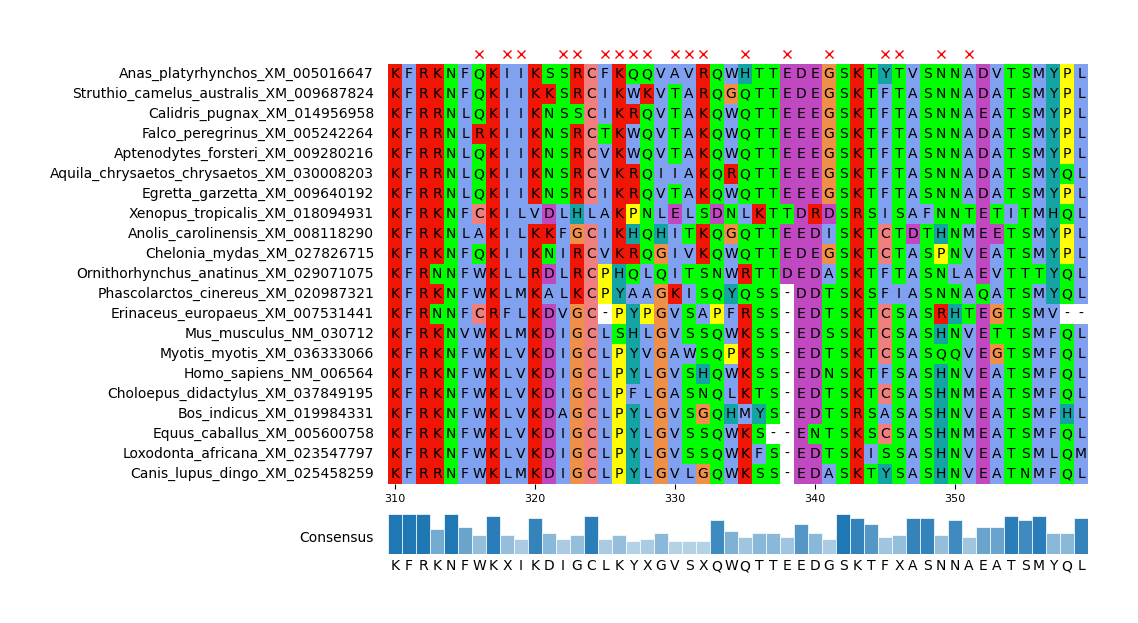 × ×× ×× ×××× ××× × × × ×× × ×
Anas_platyrhynchos_XM_005016647 K F R K N F Q K I I K S S R C F K Q Q V A V R Q W H T T E D E G S K T Y T V S N N A D V T S M Y P L
Struthio_camelus_australis_XM_009687824 K F R K N F Q K I I K K S R C I K W K V T A R Q G Q T T E D E G S K T F T A S N N A D A T S M Y P L
Calidris_pugnax_XM_014956958 K F R R N L Q K I I K N S S C I K R Q V T A K Q W Q T T E E E G S K T F T A S N N A D A T S M Y P L
Falco_peregrinus_XM_005242264 K F R R N L R K I I K N S R C T K W Q V T A K Q W Q T T E E E G S K T F T A S N N A D A T S M Y P L
Aptenodytes_forsteri_XM_009280216 K F R R N L Q K I I K N S R C V K W Q V T A K Q W Q T T E E E G S K T F T A S N N A D A T S M Y P L
Aquila_chrysaetos_chrysaetos_XM_030008203 K F R R N L Q K I I K N S R C V K R Q I I A K Q R Q T T E E E G S K T F T A S N N A D A T S M Y Q L
Egretta_garzetta_XM_009640192 K F R R N L Q K I I K N S R C I K R Q V T A K Q W Q T T E E E G S K T F T A S N N A D A T S M Y P L
Xenopus_tropicalis_XM_018094931 K F R K N F C K I L V D L H L A K P N L E L S D N L K T T D R D S R S I S A F N N T E T I T M H Q L
Anolis_carolinensis_XM_008118290 K F R K N L A K I L K K F G C I K H Q H I T K Q G Q T T E E D I S K T C T D T H N M E E T S M Y P L
Chelonia_mydas_XM_027826715 K F R K N F Q K I I K N I R C V K R Q G I V K Q W Q T T E E D G S K T C T A S P N V E A T S M Y P L
Ornithorhynchus_anatinus_XM_029071075 K F R N N F W K L L R D L R C P H Q L Q I T S N W R T T D E D A S K T F T A S N L A E V T T T Y Q L
Phascolarctos_cinereus_XM_020987321 K F R K N F W K L M K A L K C P Y A A G K I S Q Y Q S S - D D T S K S F I A S N N A Q A T S M Y Q L
Erinaceus_europaeus_XM_007531441 K F R N N F C R F L K D V G C - P Y P G V S A P F R S S - E D T S K T C S A S R H T E G T S M V - -
Mus_musculus_NM_030712 K F R K N F W K L M K D I G C L S H L G V S S Q W K S S - E D S S K T C S A S H N V E A T S M F Q L
Myotis_myotis_XM_036333066 K F R K N F W K L V K D I G C L P Y V G A W S Q P K S S - E D T S K T C S A S Q Q V E G T S M F Q L
Homo_sapiens_NM_006564 K F R K N F W K L V K D I G C L P Y L G V S H Q W K S S - E D N S K T F S A S H N V E A T S M F Q L
Choloepus_didactylus_XM_037849195 K F R K N F W K L V K D I G C L P F L G A S N Q L K T S - E D T S K T C S A S H N V E A T S M F Q L
Bos_indicus_XM_019984331 K F R K N F W K L V K D A G C L P Y L G V S G Q H M Y S - E D T S R S A S A S H N V E A T S M F H L
Equus_caballus_XM_005600758 K F R K N F W K L V K D I G C L P Y L G V S S Q W K S - - E N T S K S C S A S H N M E A T S M F Q L
Loxodonta_africana_XM_023547797 K F R K N F W K L M K D I G C L P Y L G V S S Q W K F S - E D T S K I S S A S H N V E A T S M L Q M
Canis_lupus_dingo_XM_025458259 K F R R N F W K L M K D I G C L P Y L G V L G Q W K S S - E D A S K T Y S A S H N V E A T N M F Q L
310 320 330 340 350
Consensus
K F R K N F W K X I K D I G C L K Y X G V S X Q W Q T T E E D G S K T F X A S N N A E A T S M Y Q L